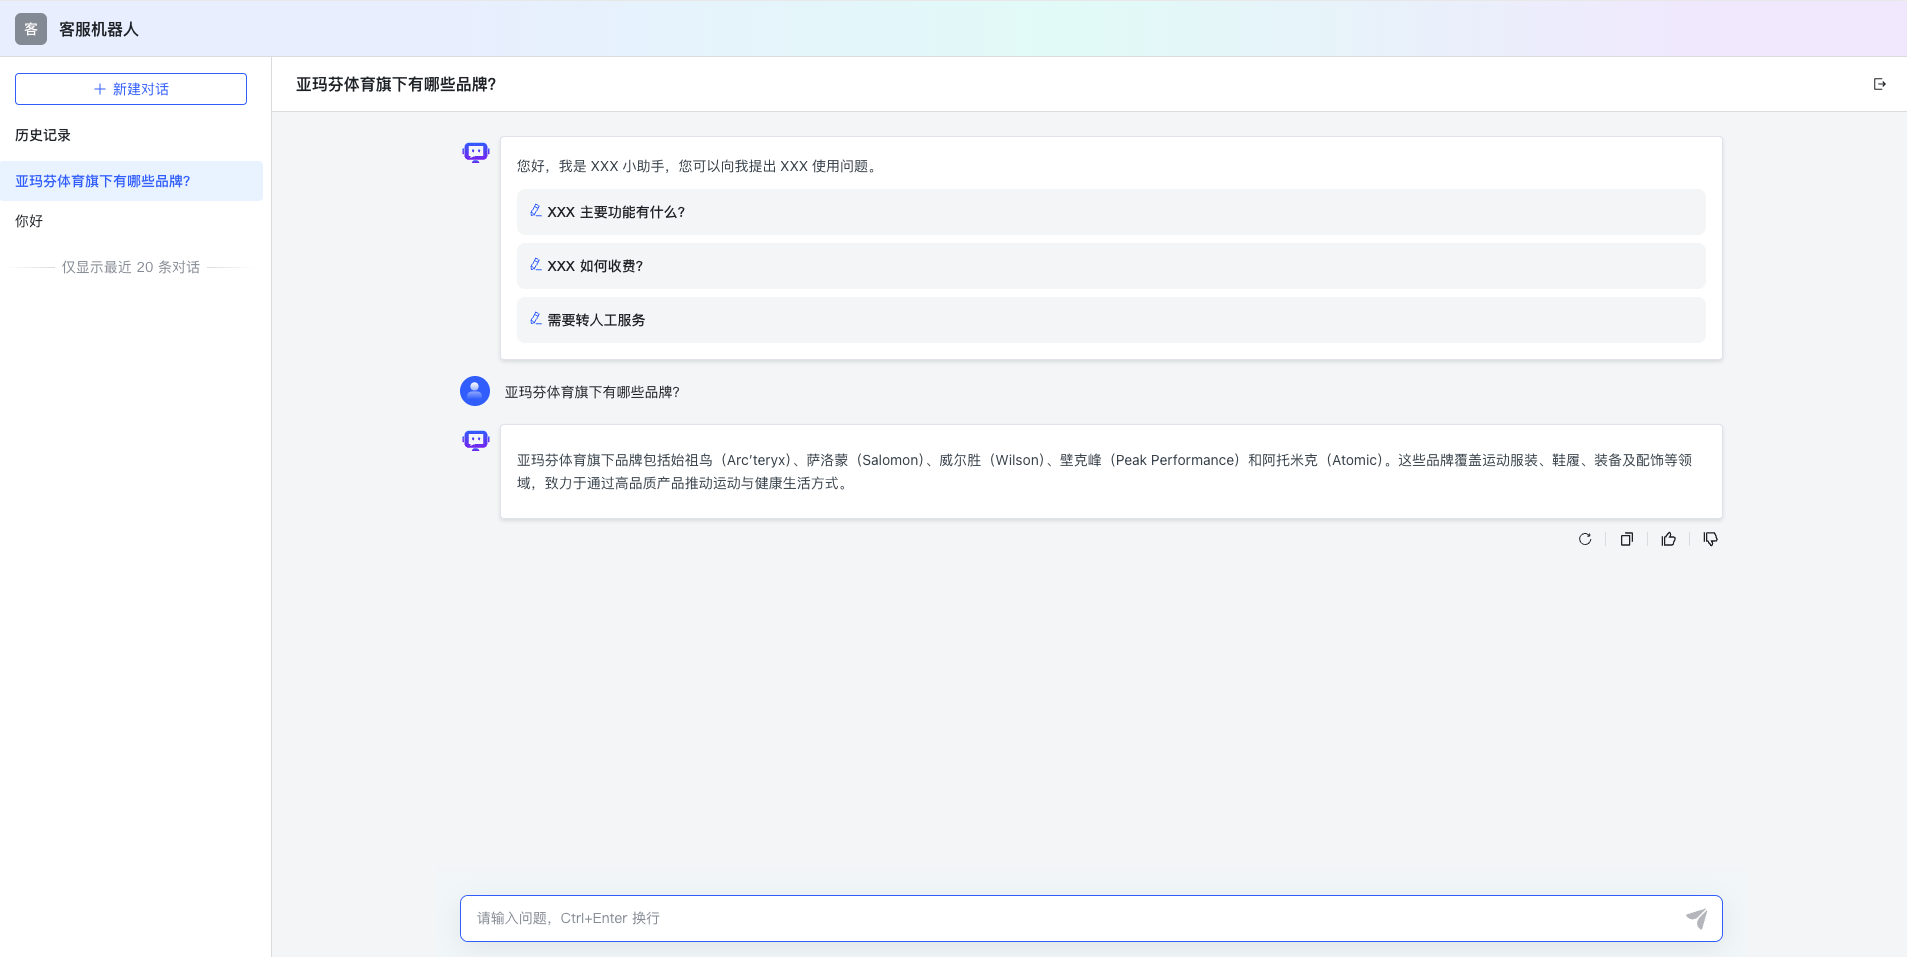 客 客服机器人
新建对话
历史记录
亚玛芬体育旗下有哪些品牌?
你好
仅显示最近 20 条对话
亚玛芬体育旗下有哪些品牌?
您好，我是 XXX 小助手，您可以向我提出 XXX 使用问题。
XXX 主要功能有什么?
XXX 如何收费?
需要转人工服务
亚玛芬体育旗下有哪些品牌?
亚玛芬体育旗下品牌包括始祖鸟（Arc'teryx）、萨洛蒙（Salomon）、威尔胜（Wilson）、壁克峰（Peak Performance）和阿托米克（Atomic）。这些品牌覆盖运动服装、鞋履、装备及配饰等领
域，致力于通过高品质产品推动运动与健康生活方式。
请输入问题，Ctrl+Enter 换行